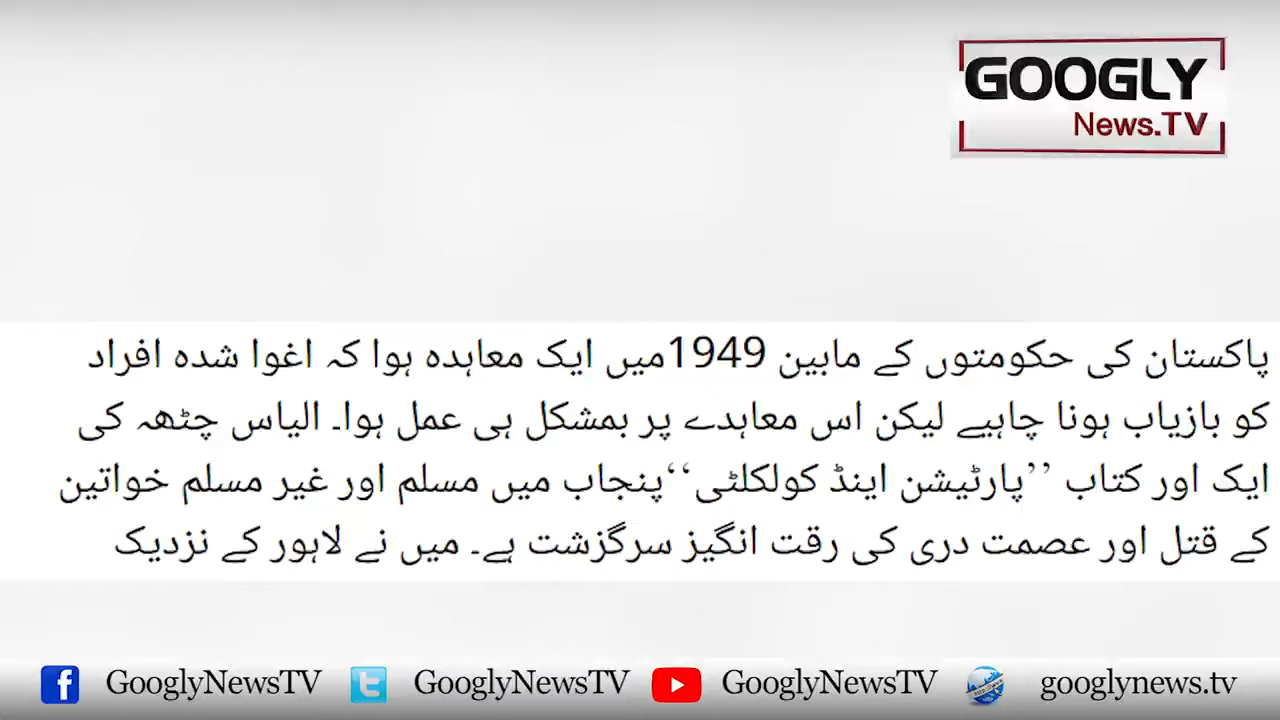 GOOGLY
News.TV
پاکستان کی حکومتوں کے مابین 1949میں ایک معاہدہ ہوا کہ اغوا شدہ افراد
کو بازیاب ہونا چاہیے لیکن اس معاہدے پر بمشکل ہی عمل ہوا۔ الیاس چٹھہ کی
ایک اور کتاب ’’پارٹیشن اینڈ کولکلٹی‘‘پنجاب میں مسلم اور غیر مسلم خواتین
کے قتل اور عصمت دری کی رقت انگیز سرگزشت ہے۔ میں نے لاہور کے نزدیک
GooglyNewsTV GooglyNewsTV GooglyNewsTV googlynews.tv